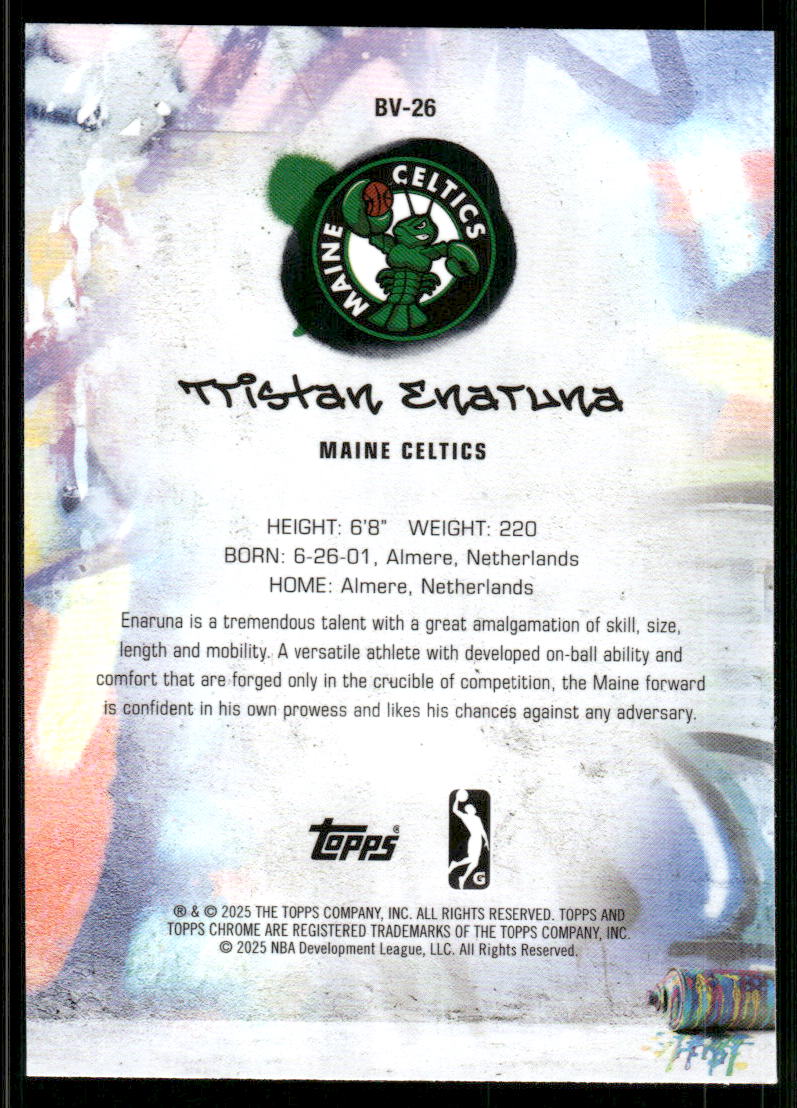 BV-26
MAINE CELTICS
Tristan Enaruna
MAINE CELTICS
HEIGHT: 6'8" WEIGHT: 220
BORN: 6-26-01, Almere, Netherlands
HOME: Almere, Netherlands
Enaruna is a tremendous talent with a great amalgamation of skill, size,
length and mobility. A versatile athlete with developed on-ball ability and
comfort that are forged only in the crucible of competition, the Maine forward
is confident in his own prowess and likes his chances against any adversary.
Topps®
G
® & © 2025 THE TOPPS COMPANY, INC. ALL RIGHTS RESERVED. TOPPS AND
TOPPS CHROME ARE REGISTERED TRADEMARKS OF THE TOPPS COMPANY, INC.
© 2025 NBA Development League, LLC. All Rights Reserved.